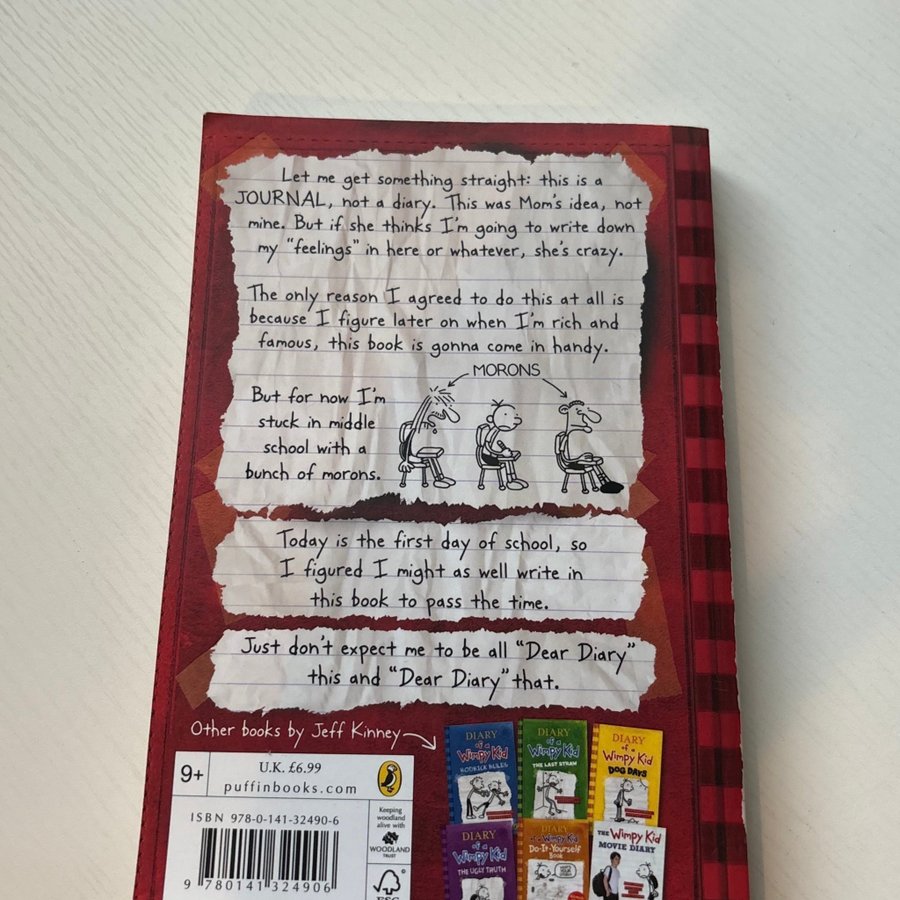 Let me get something straight: this is a
JOURNAL, not a diary. This was Mom's idea, not
mine. But if she thinks I'm going to write down
my "feelings" in here or whatever, she's crazy.
The only reason I agreed to do this at all is
because I figure later on when I'm rich and
famous, this book is gonna come in handy.
MORONS
But for now I'm
stuck in middle
school with a
bunch of morons.
Today is the first day of school, so
I figured I might as well write in
this book to pass the time.
Just don't expect me to be all "Dear Diary"
this and "Dear Diary" that.
Other books by Jeff Kinney
9+
U.K. £6.99
puffinbooks.com
ISBN 978-0-141-32490-6
9 780141 324906
Keeping
woodland
alive with
WOODLAND
TRUST
FSC
DIARY
of a
Wimpy Kid
RODRICK RULES
DIARY
of a
Wimpy Kid
THE LAST STRAW
DIARY
of a
Wimpy Kid
DOG DAYS
DIARY
of a
Wimpy Kid
THE UGLY TRUTH
DIARY
of a Wimpy Kid
Do-It-Yourself
Book
THE Wimpy Kid
MOVIE DIARY